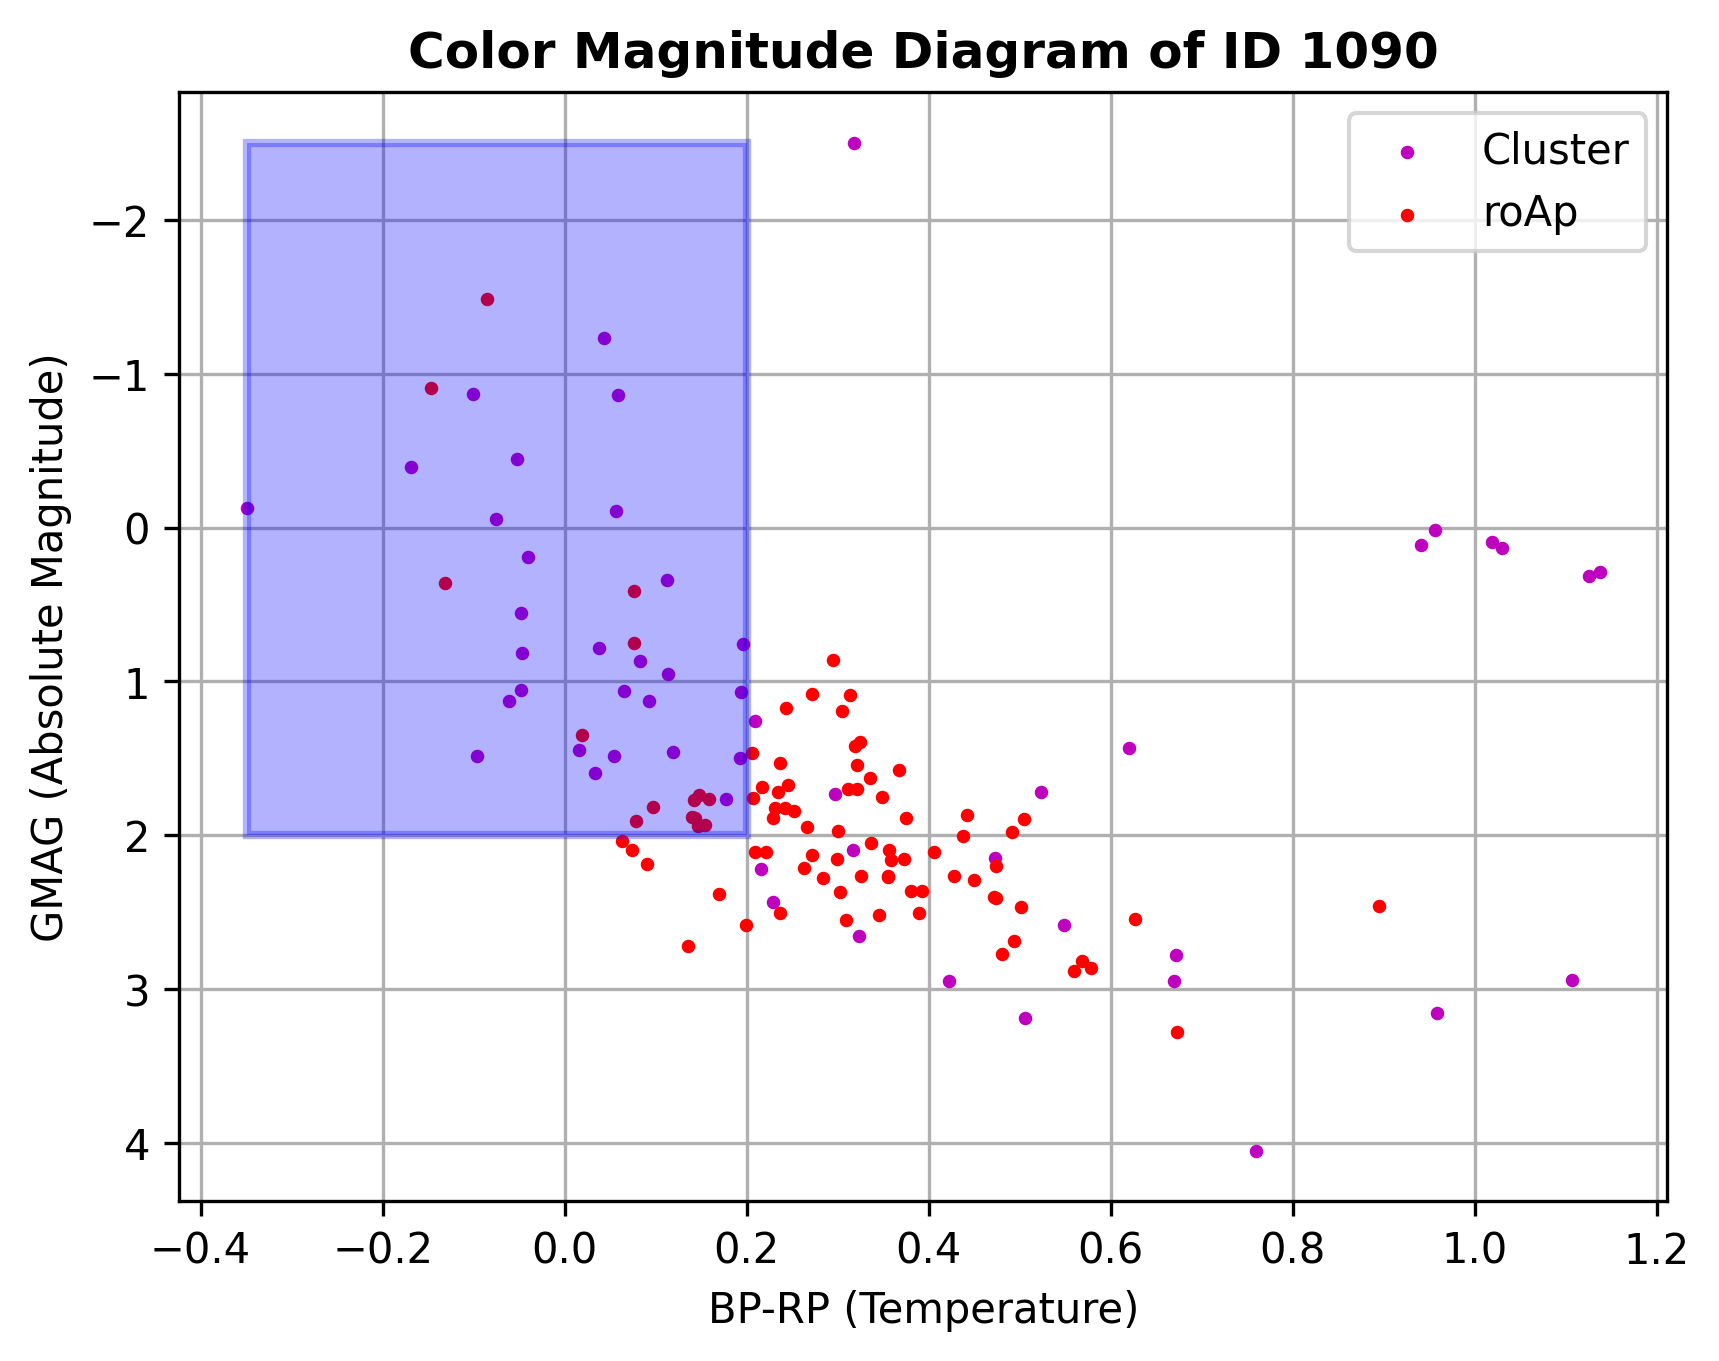 Color Magnitude Diagram of ID 1090
Cluster
roAp
−2
−1
0
1
2
3
4
GMAG (Absolute Magnitude)
−0.4 −0.2 0.0 0.2 0.4 0.6 0.8 1.0 1.2
BP-RP (Temperature)